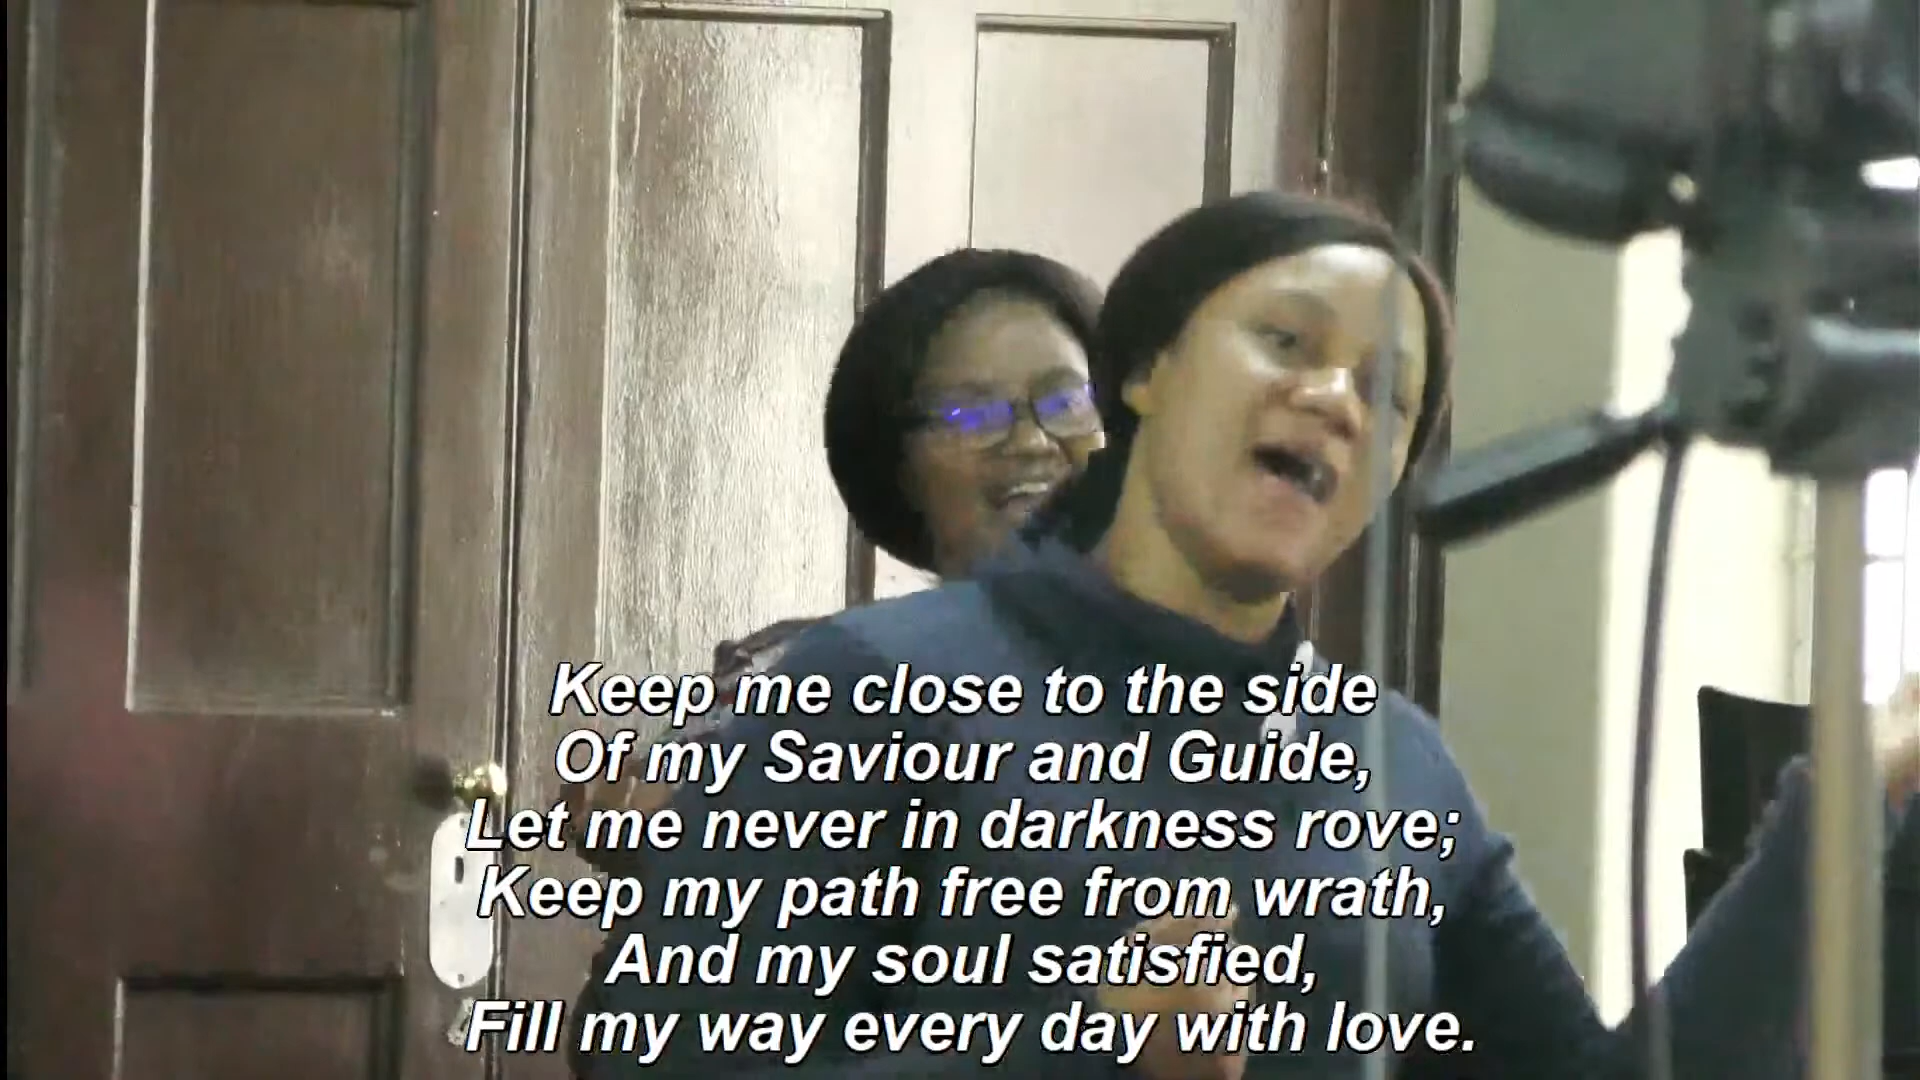 Keep me close to the side
Of my Saviour and Guide,
Let me never in darkness rove;
Keep my path free from wrath,
And my soul satisfied,
Fill my way every day with love.